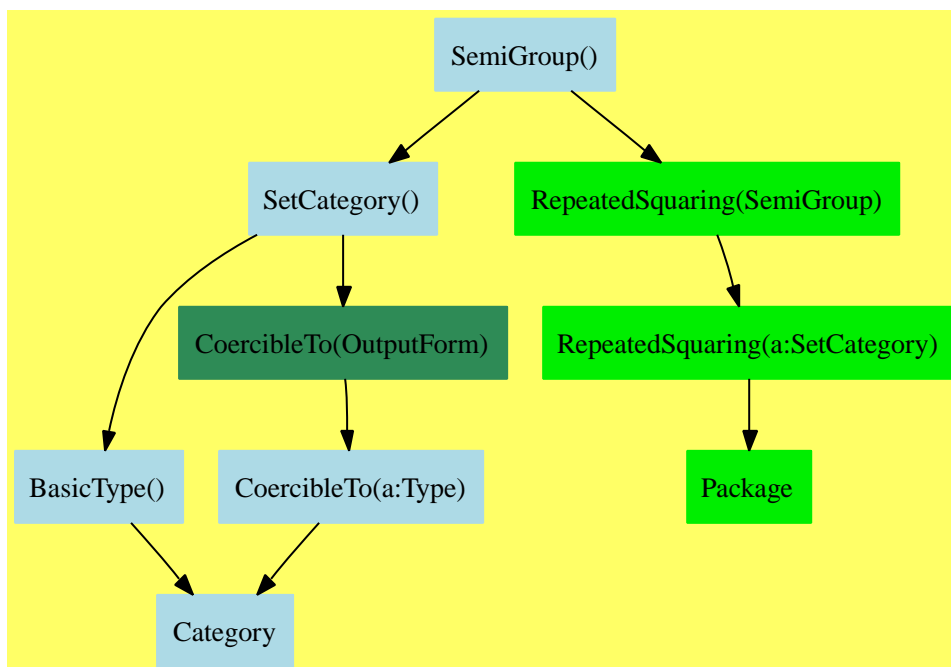 SemiGroup()
SetCategory()
RepeatedSquaring(SemiGroup)
CoercibleTo(OutputForm)
RepeatedSquaring(a:SetCategory)
BasicType()
CoercibleTo(a:Type)
Package
Category